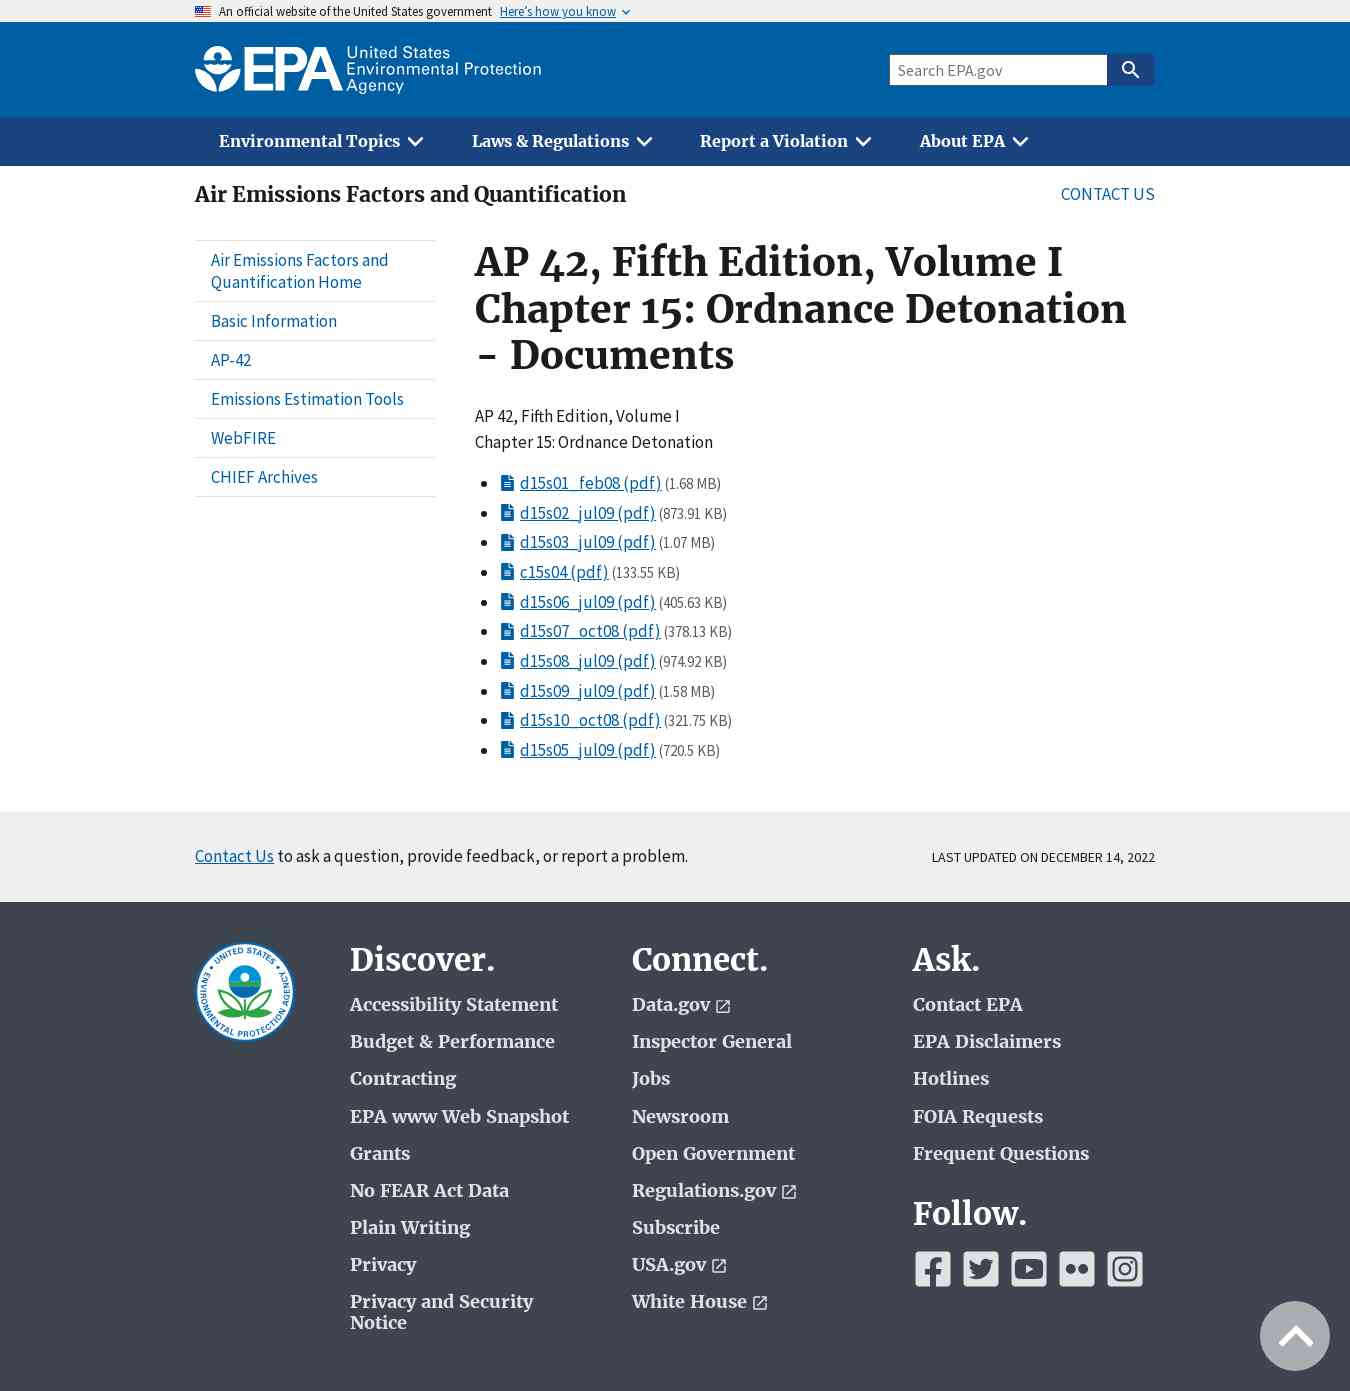 An official website of the United States government Here’s how you know
EPA United States
Environmental Protection
Agency
Search EPA.gov
Environmental Topics Laws & Regulations Report a Violation About EPA
Air Emissions Factors and Quantification
CONTACT US
Air Emissions Factors and
Quantification Home
Basic Information
AP-42
Emissions Estimation Tools
WebFIRE
CHIEF Archives
AP 42, Fifth Edition, Volume I
Chapter 15: Ordnance Detonation
- Documents
AP 42, Fifth Edition, Volume I
Chapter 15: Ordnance Detonation
d15s01_feb08 (pdf) (1.68 MB)
d15s02_jul09 (pdf) (873.91 KB)
d15s03_jul09 (pdf) (1.07 MB)
c15s04 (pdf) (133.55 KB)
d15s06_jul09 (pdf) (405.63 KB)
d15s07_oct08 (pdf) (378.13 KB)
d15s08_jul09 (pdf) (974.92 KB)
d15s09_jul09 (pdf) (1.58 MB)
d15s10_oct08 (pdf) (321.75 KB)
d15s05_jul09 (pdf) (720.5 KB)
Contact Us to ask a question, provide feedback, or report a problem.
LAST UPDATED ON DECEMBER 14, 2022
UNITED STATES
ENVIRONMENTAL PROTECTION AGENCY
Discover.
Accessibility Statement
Budget & Performance
Contracting
EPA www Web Snapshot
Grants
No FEAR Act Data
Plain Writing
Privacy
Privacy and Security
Notice
Connect.
Data.gov
Inspector General
Jobs
Newsroom
Open Government
Regulations.gov
Subscribe
USA.gov
White House
Ask.
Contact EPA
EPA Disclaimers
Hotlines
FOIA Requests
Frequent Questions
Follow.